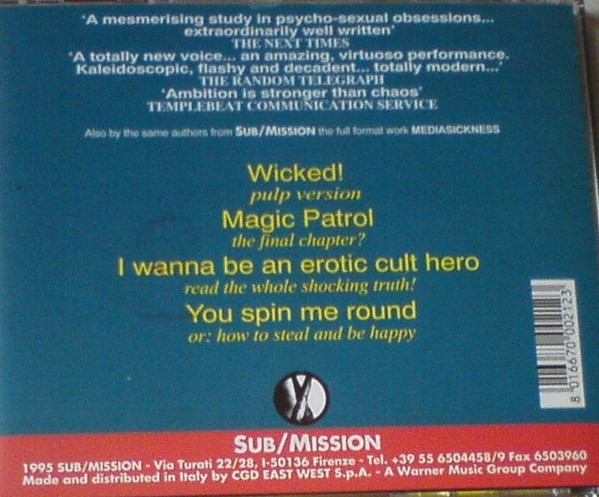 'A mesmerising study in psycho-sexual obsessions...
extraordinarily well written'
THE NEXT TIMES
'A totally new voice... an amazing, virtuoso performance.
Kaleidoscopic, flashy and decadent... totally modern...'
THE RANDOM TELEGRAPH
'Ambition is stronger than chaos'
TEMPLEBEAT COMMUNICATION SERVICE
Also by the same authors from SUB/MISSION the full format work MEDIASICKNESS
Wicked!
pulp version
Magic Patrol
the final chapter?
I wanna be an erotic cult hero
read the whole shocking truth!
You spin me round
or: how to steal and be happy
8 016670 002123
SUB/MISSION
1995 SUB/MISSION - Via Turati 22/28, I-50136 Firenze - Tel. +39 55 6504458/9 Fax 6503960
Made and distributed in Italy by CGD EAST WEST S.p.A. - A Warner Music Group Company